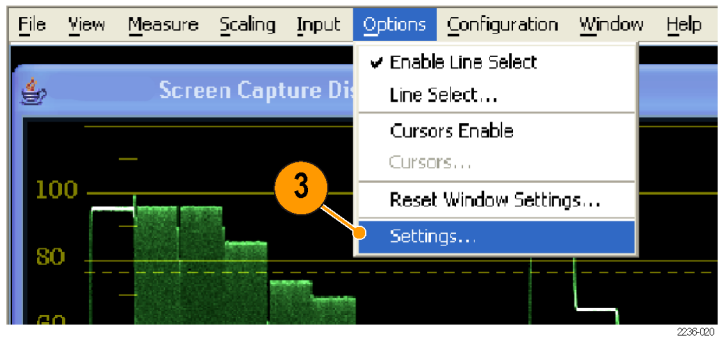 File View Measure Scaling Input Options Configuration Window Help
Enable Line Select
Screen Capture Dis
Line Select...
Cursors Enable
Cursors...
100
3
Reset Window Settings...
Settings...
80
60
2236-020